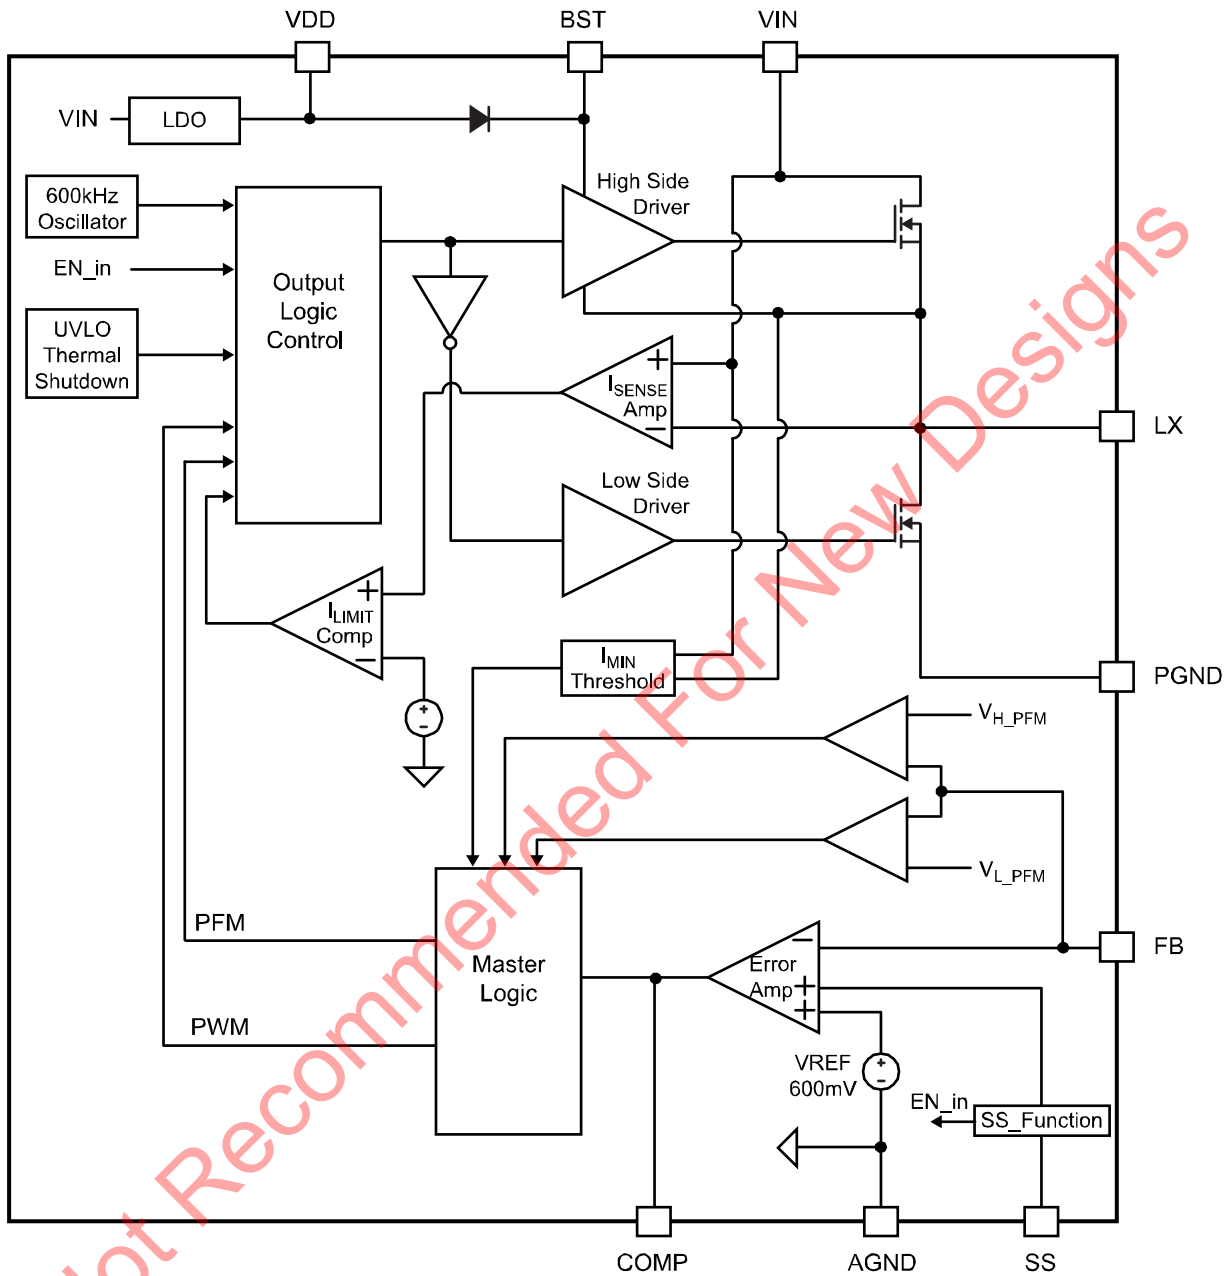 VDD
BST
VIN
VIN
LDO
600kHz
Oscillator
EN_in
UVLO
Thermal
Shutdown
Output
Logic
Control
High Side
Driver
+
ISENSE
Amp
−
LX
Low Side
Driver
+
ILIMIT
Comp
−
+
−
IMIN
Threshold
PGND
VH_PFM
VL_PFM
PFM
PWM
Master
Logic
−
Error
Amp +
+
FB
VREF
600mV
+
−
EN_in
SS_Function
COMP
AGND
SS
Not Recommended For New Designs